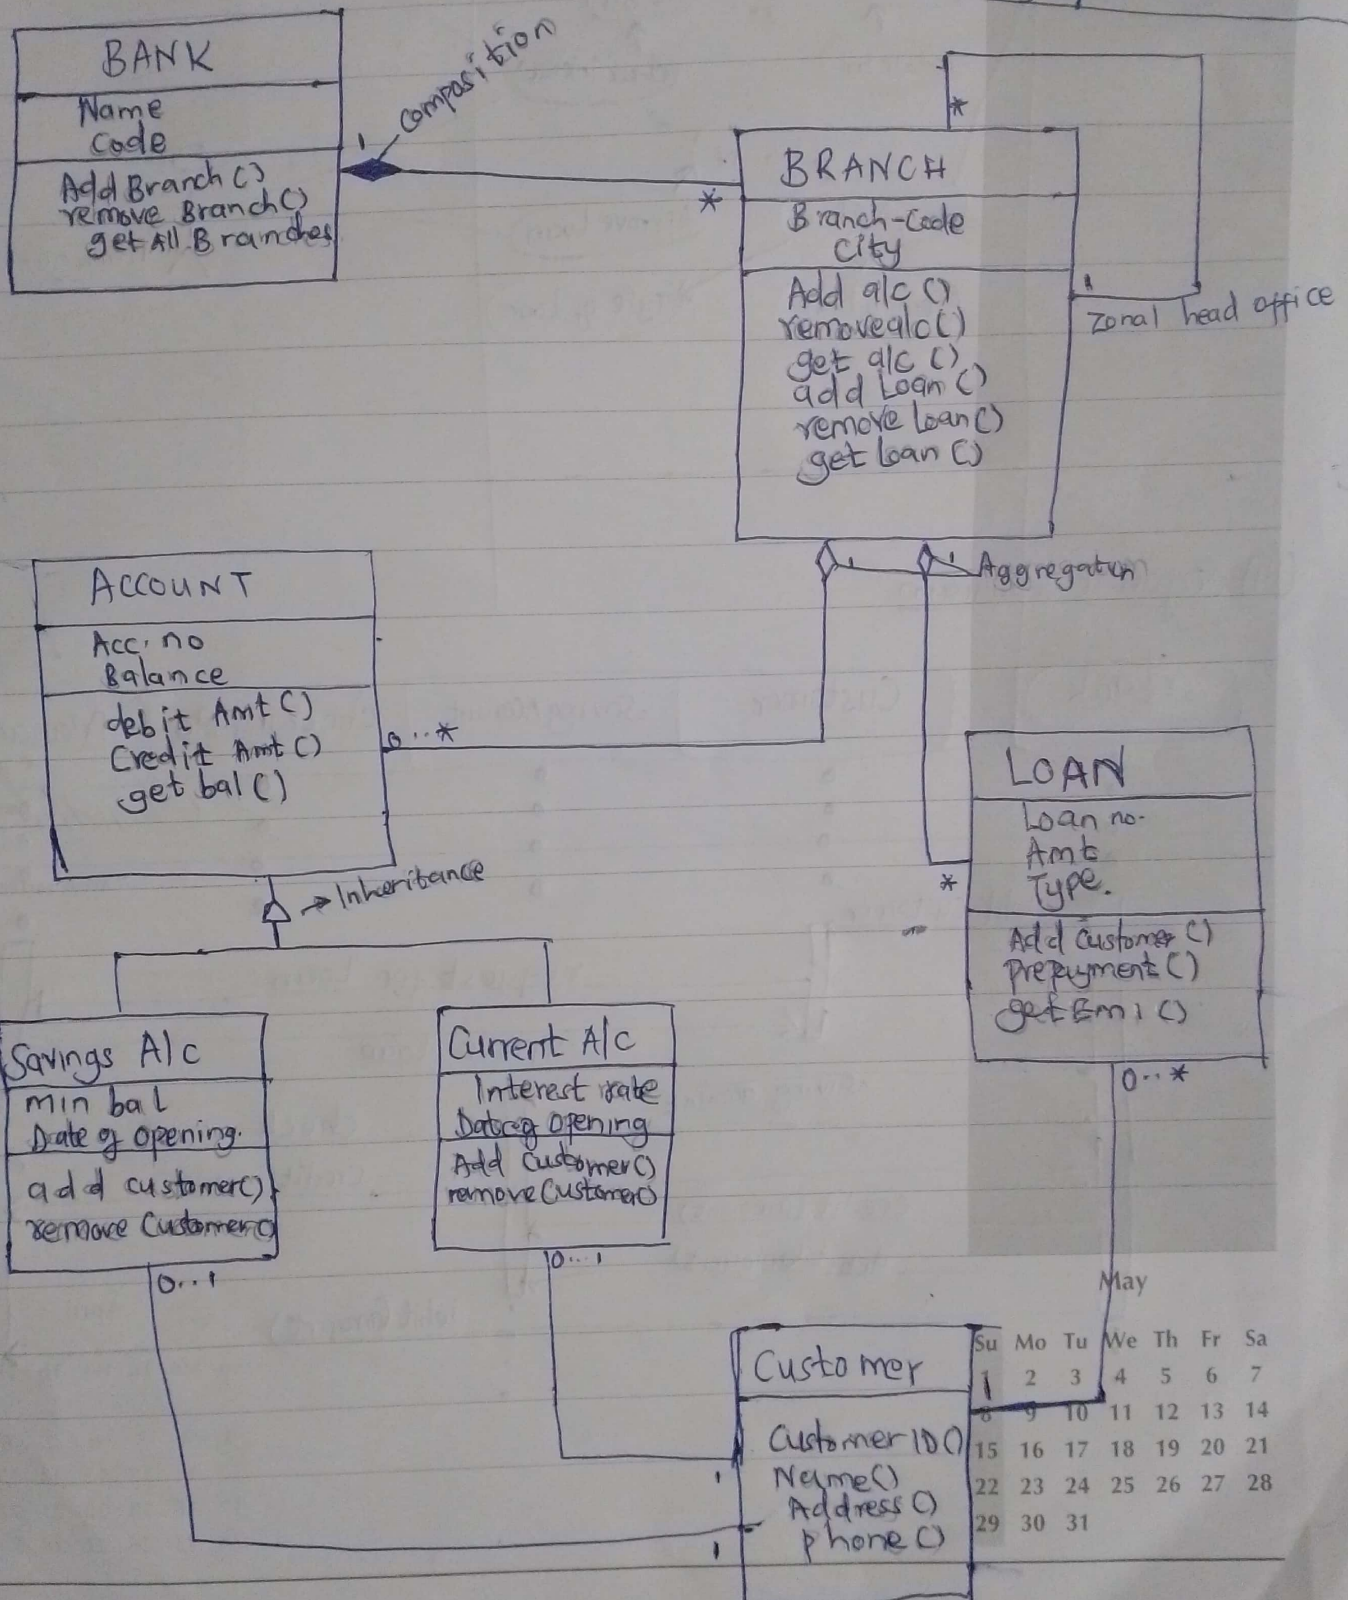 BANK
Name
Code
Add Branch ()
remove Branch()
get All Branches
1
composition
*
*
BRANCH
Branch-Code
City
Add a/c ()
remove a/c ()
get a/c ()
add Loan ()
remove loan ()
get loan ()
1
Zonal head office
1
1
Aggregation
ACCOUNT
Acc. no
Balance
debit Amt ()
Credit Amt ()
get bal ()
0..*
Inheritance
LOAN
Loan no.
Amt
Type.
Add Customer ()
Prepayment ()
get Emi ()
*
0..*
Savings A/c
min bal
Date of opening.
add customer()
remove Customer()
0..1
Current A/c
Interest rate
Date of opening
Add Customer()
remove Customer()
0...1
Customer
Customer ID ()
Name()
Address ()
phone ()
1
1
1
May
Su Mo Tu We Th Fr Sa
1 2 3 4 5 6 7
8 9 10 11 12 13 14
15 16 17 18 19 20 21
22 23 24 25 26 27 28
29 30 31